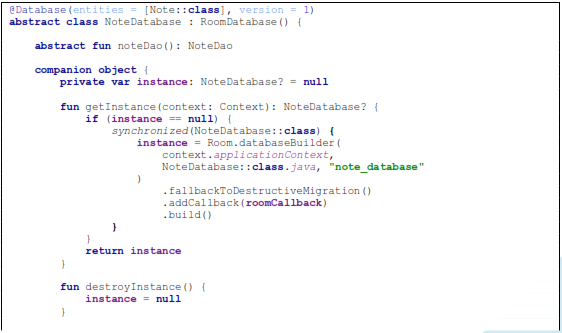 @Database(entities = [Note::class], version = 1)
abstract class NoteDatabase : RoomDatabase() {
abstract fun noteDao(): NoteDao
companion object {
private var instance: NoteDatabase? = null
fun getInstance(context: Context): NoteDatabase? {
if (instance == null) {
synchronized(NoteDatabase::class) {
instance = Room.databaseBuilder(
context.applicationContext,
NoteDatabase::class.java, "note_database"
)
.fallbackToDestructiveMigration()
.addCallback(roomCallback)
.build()
}
}
return instance
}
fun destroyInstance() {
instance = null
}